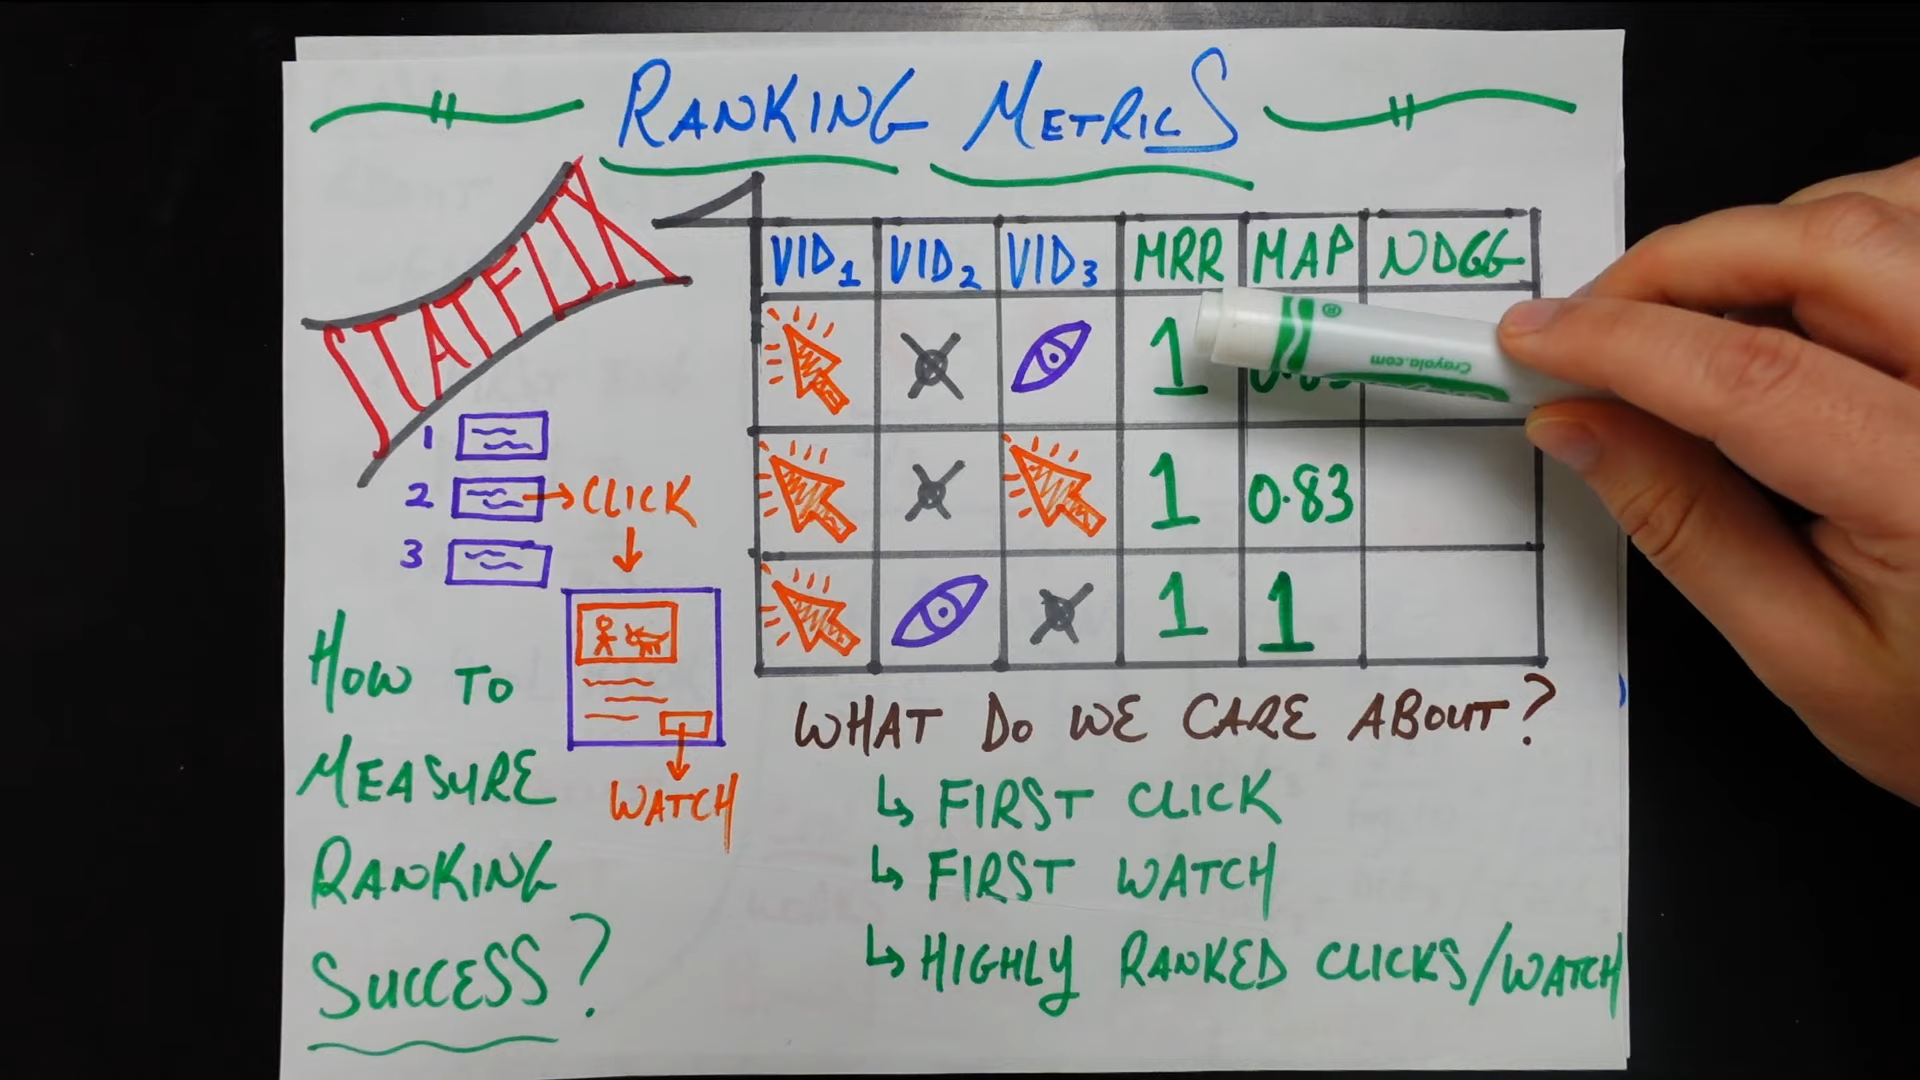 RANKING METRICS
STATFLIX
VID1 VID2 VID3 MRR MAP NDGG
1
1 0.83
1 1
1
2 → CLICK
3
WATCH
HOW TO
MEASURE
RANKING
SUCCESS?
WHAT DO WE CARE ABOUT?
↳ FIRST CLICK
↳ FIRST WATCH
↳ HIGHLY RANKED CLICKS/WATCH
Crayola.com